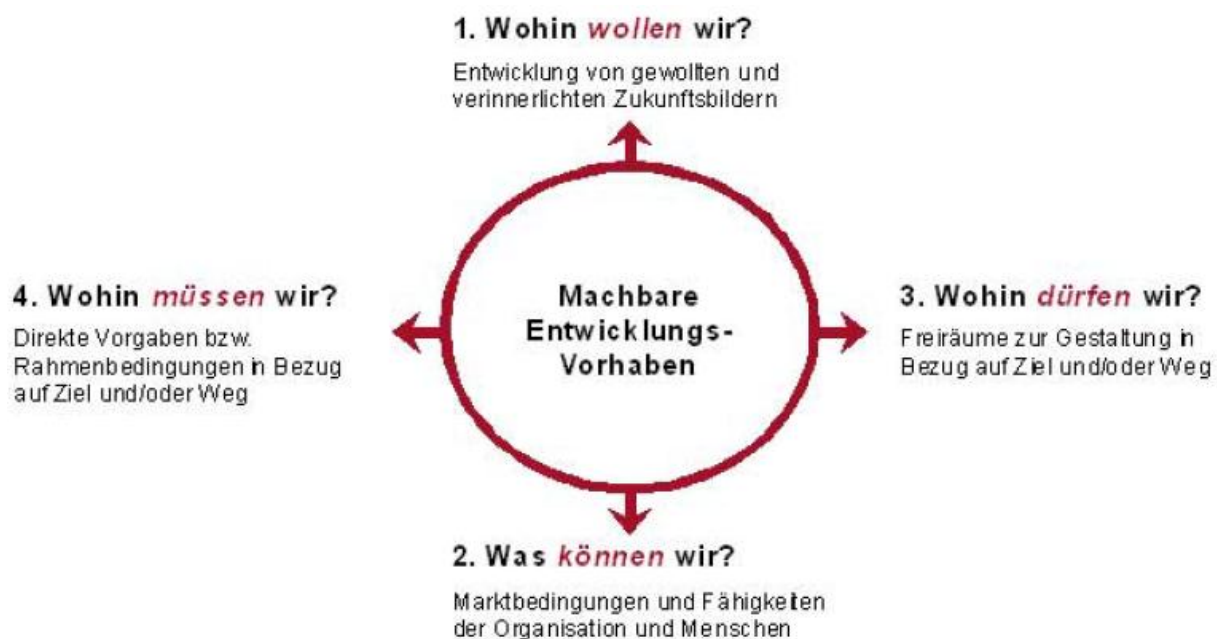 1. Wohin wollen wir?
Entwicklung von gewollten und
verinnerlichten Zukunftsbildern
4. Wohin müssen wir?
Direkte Vorgaben bzw.
Rahmenbedingungen in Bezug
auf Ziel und/oder Weg
Machbare
Entwicklungs-
Vorhaben
3. Wohin dürfen wir?
Freiräume zur Gestaltung in
Bezug auf Ziel und/oder Weg
2. Was können wir?
Marktbedingungen und Fähigkeiten
der Organisation und Menschen